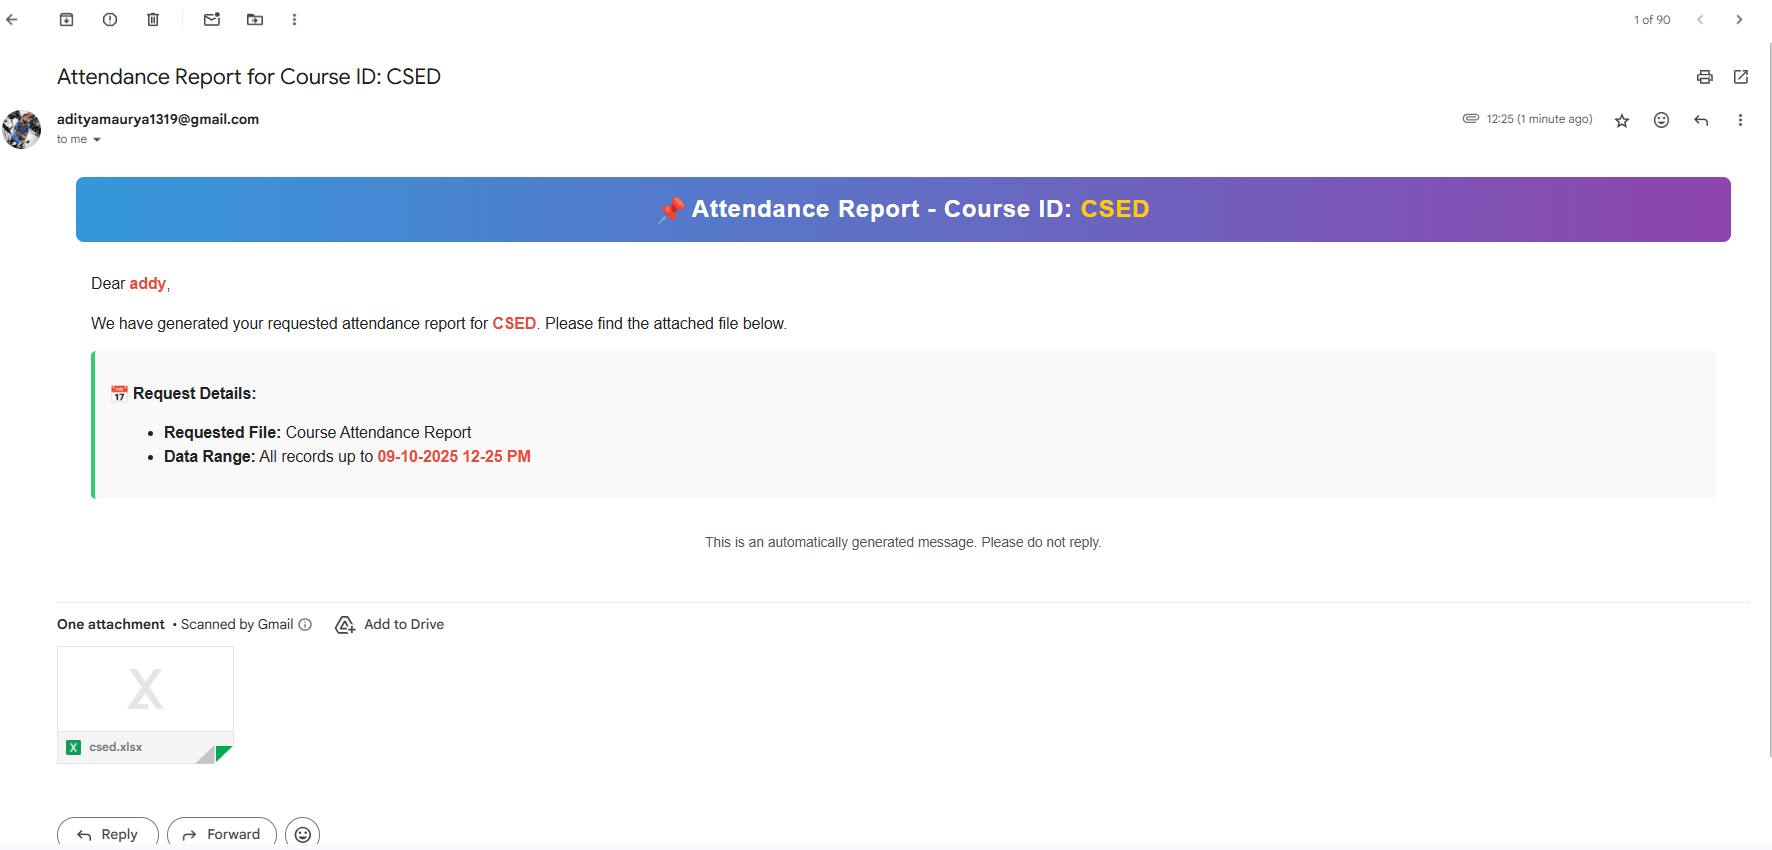 1 of 90
Attendance Report for Course ID: CSED
adityamaurya1319@gmail.com
12:25 (1 minute ago)
to me
📌 Attendance Report - Course ID: CSED
Dear addy,
We have generated your requested attendance report for CSED. Please find the attached file below.
📅 Request Details:
• Requested File: Course Attendance Report
• Data Range: All records up to 09-10-2025 12-25 PM
This is an automatically generated message. Please do not reply.
One attachment • Scanned by Gmail
Add to Drive
csed.xlsx
Reply
Forward